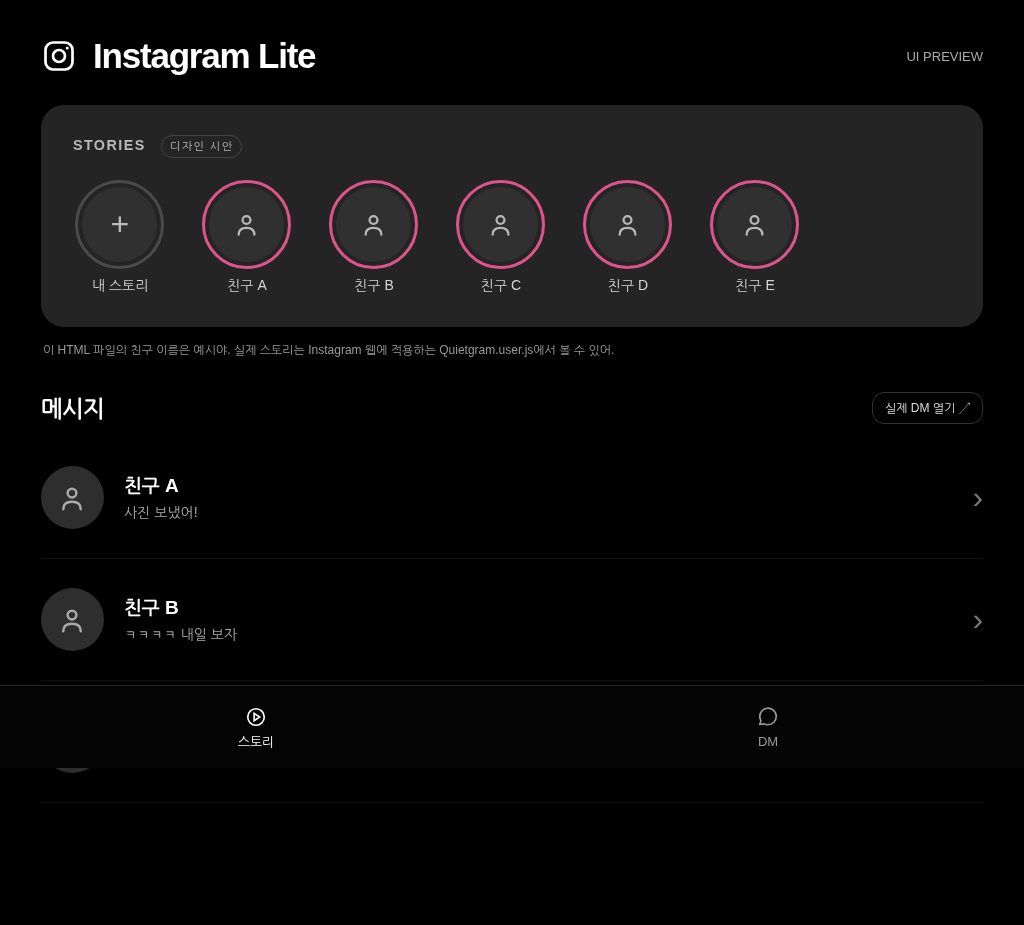 Instagram Lite
UI PREVIEW
STORIES
디자인 시안
내 스토리
친구 A
친구 B
친구 C
친구 D
친구 E
이 HTML 파일의 친구 이름은 예시야. 실제 스토리는 Instagram 웹에 적용하는 Quietgram.user.js에서 볼 수 있어.
메시지
실제 DM 열기 ↗
친구 A
사진 보냈어!
친구 B
ㅋㅋㅋㅋ 내일 보자
스토리
DM